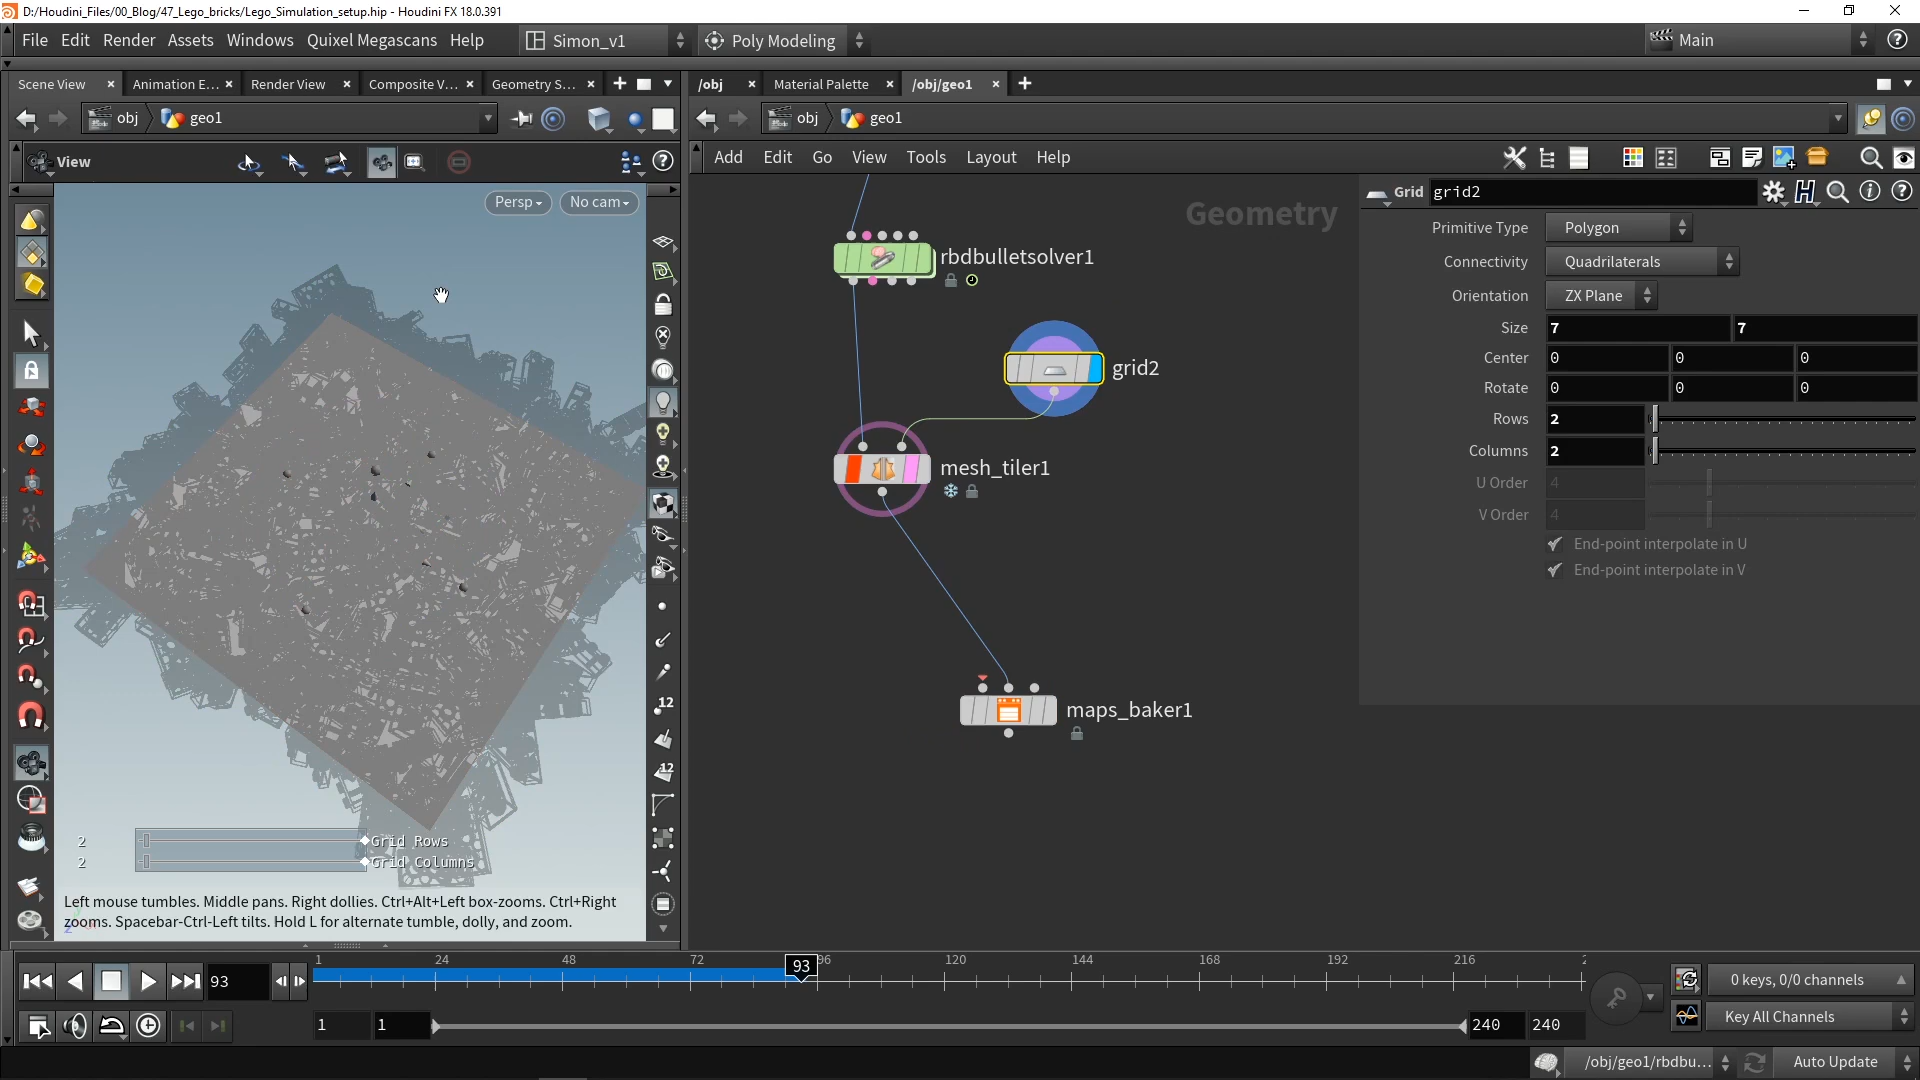 D:/Houdini_Files/00_Blog/47_Lego_bricks/Lego_Simulation_setup.hip - Houdini FX 18.0.391
File Edit Render Assets Windows Quixel Megascans Help Simon_v1 Poly Modeling Main
Scene View Animation E... Render View Composite V... Geometry S... /obj Material Palette /obj/geo1
obj geo1 obj geo1
View Add Edit Go View Tools Layout Help
Persp No cam
Geometry
Grid grid2
Primitive Type Polygon
Connectivity Quadrilaterals
Orientation ZX Plane
Size 7 7
Center 0 0 0
Rotate 0 0 0
Rows 2
Columns 2
U Order 4
V Order 4
End-point interpolate in U
End-point interpolate in V
rbdbulletsolver1
grid2
mesh_tiler1
maps_baker1
12
12
2 Grid Rows
2 Grid Columns
Left mouse tumbles. Middle pans. Right dollies. Ctrl+Alt+Left box-zooms. Ctrl+Right
zooms. Spacebar-Ctrl-Left tilts. Hold L for alternate tumble, dolly, and zoom.
93 1 24 48 72 93 96 120 144 168 192 216
0 keys, 0/0 channels
1 1 240 240
Key All Channels
/obj/geo1/rbdbu... Auto Update